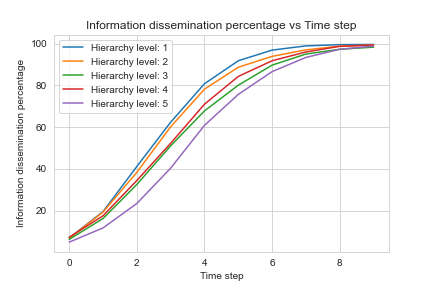 Information dissemination percentage vs Time step
Information dissemination percentage
100
80
60
40
20
Hierarchy level: 1
Hierarchy level: 2
Hierarchy level: 3
Hierarchy level: 4
Hierarchy level: 5
0 2 4 6 8
Time step